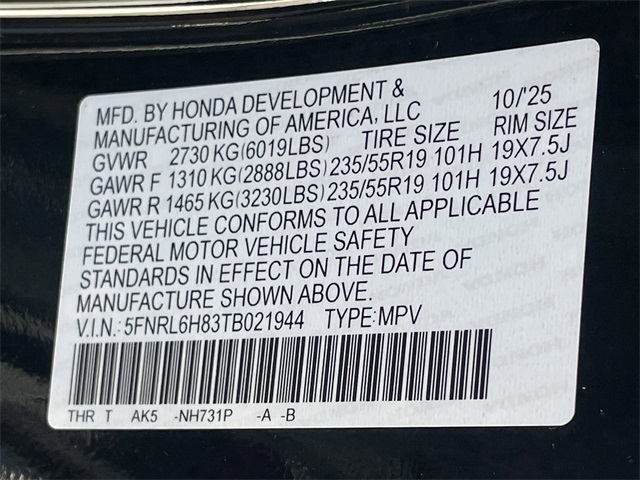 MFD. BY HONDA DEVELOPMENT & 10/'25
MANUFACTURING OF AMERICA, LLC
GVWR 2730 KG(6019LBS) TIRE SIZE RIM SIZE
GAWR F 1310 KG(2888LBS) 235/55R19 101H 19X7.5J
GAWR R 1465 KG(3230LBS) 235/55R19 101H 19X7.5J
THIS VEHICLE CONFORMS TO ALL APPLICABLE
FEDERAL MOTOR VEHICLE SAFETY
STANDARDS IN EFFECT ON THE DATE OF
MANUFACTURE SHOWN ABOVE.
V.I.N.: 5FNRL6H83TB021944 TYPE:MPV
THR T AK5 -NH731P -A -B